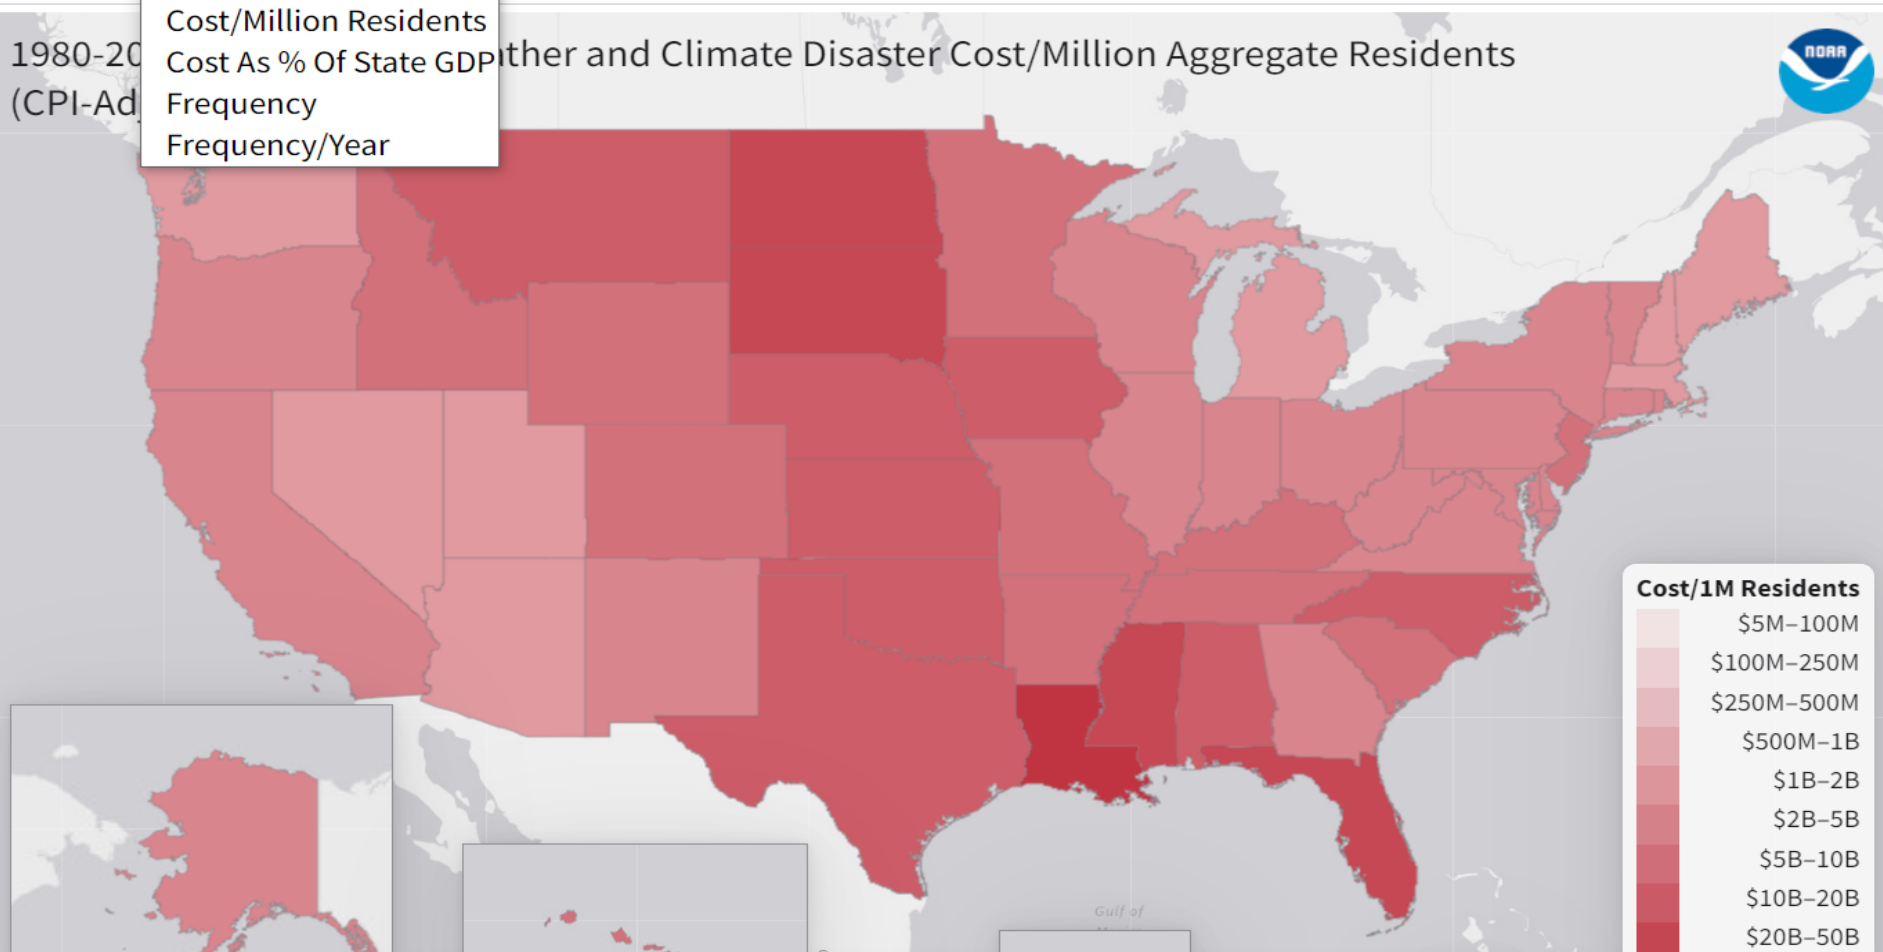 Cost/Million Residents
Cost As % Of State GDP
Frequency
Frequency/Year
1980-20 ther and Climate Disaster Cost/Million Aggregate Residents
(CPI-Ad
NOAA
Cost/1M Residents
$5M–100M
$100M–250M
$250M–500M
$500M–1B
$1B–2B
$2B–5B
$5B–10B
$10B–20B
$20B–50B
Gulf of